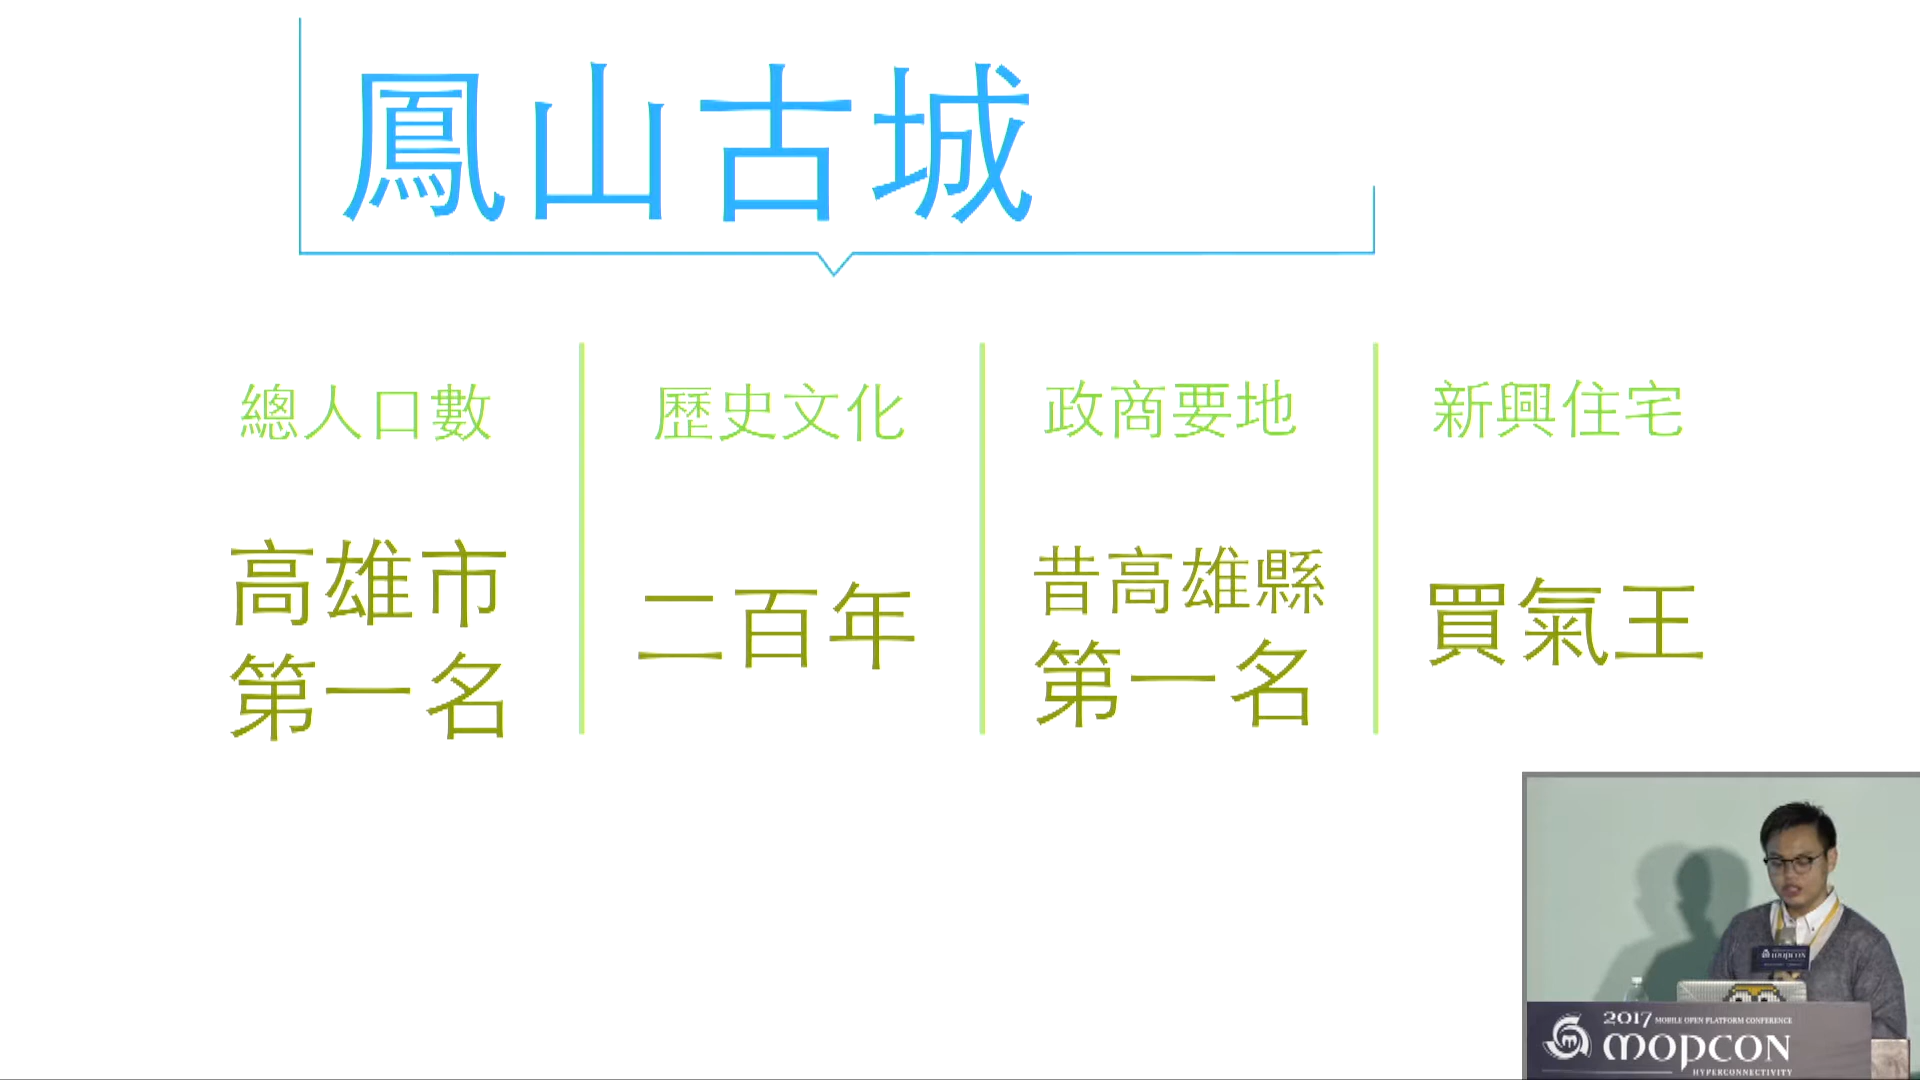 鳳山古城
總人口數
高雄市
第一名
歷史文化
二百年
政商要地
昔高雄縣
第一名
新興住宅
買氣王
mopcon
2017 MOBILE OPEN PLATFORM CONFERENCE
mopcon
HYPERCONNECTIVITY